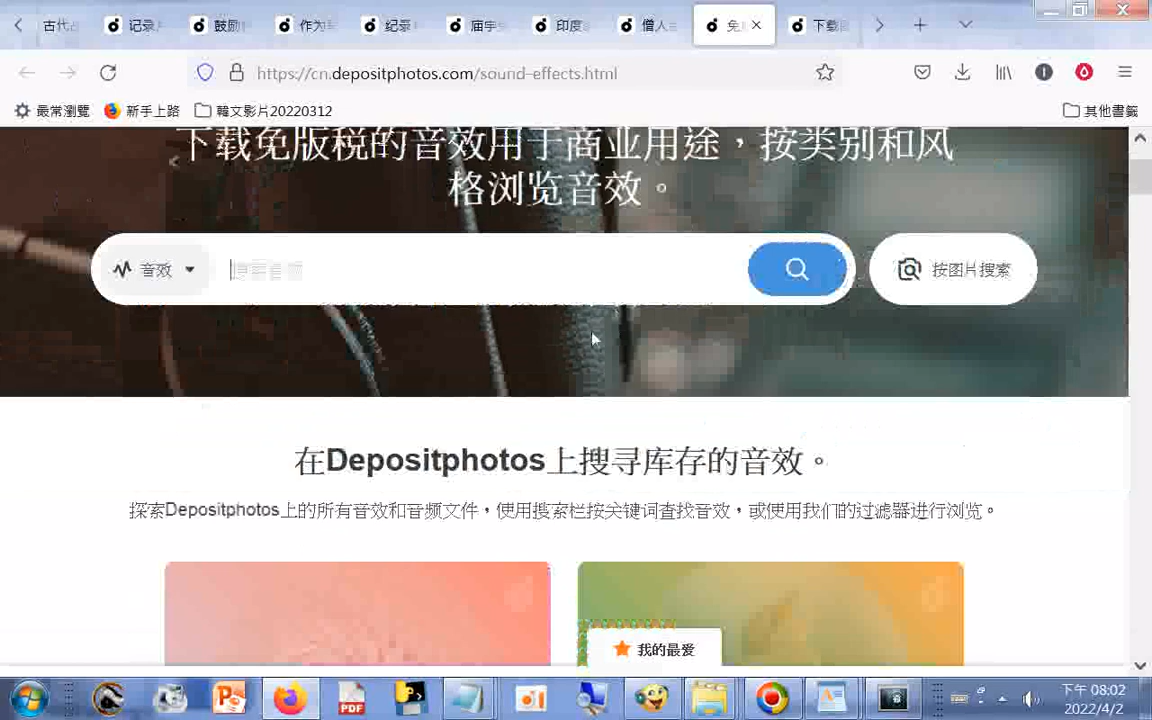 古代
记录
鼓励
作为
纪录
庙宇
印度
僧人
免
下载
https://cn.depositphotos.com/sound-effects.html
最常瀏覽
新手上路
韓文影片20220312
其他書籤
下载免版税的音效用于商业用途，按类别和风
格浏览音效。
音效
搜索音效
按图片搜索
在Depositphotos上搜寻库存的音效。
探索Depositphotos上的所有音效和音频文件，使用搜索栏按关键词查找音效，或使用我们的过滤器进行浏览。
我的最爱
PDF
下午 08:02
2022/4/2